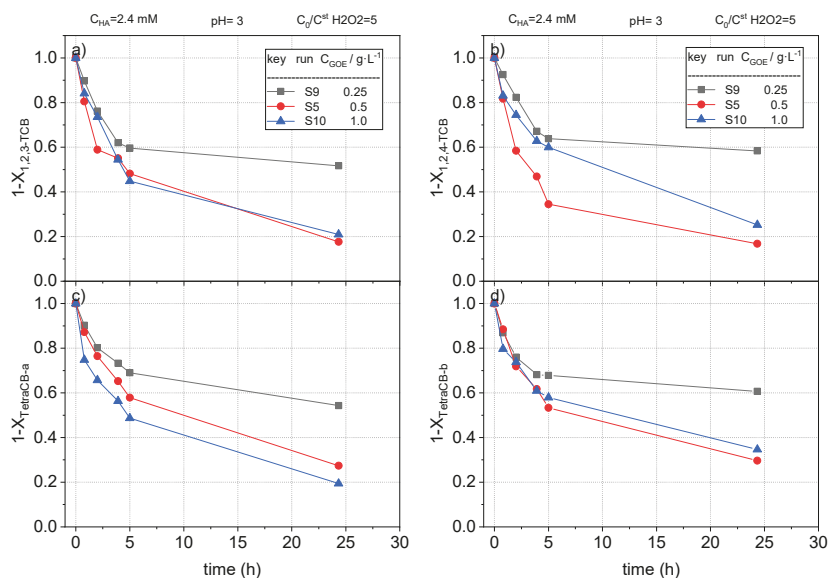 C_HA=2.4 mM pH= 3 C_0/C^st H2O2=5 C_HA=2.4 mM pH= 3 C_0/C^st H2O2=5
a)
key run C_GOE / g·L^-1
S9 0.25
S5 0.5
S10 1.0
1-X_1,2,3-TCB
1.0
0.8
0.6
0.4
0.2
0.0
b)
key run C_GOE / g·L^-1
S9 0.25
S5 0.5
S10 1.0
1-X_1,2,4-TCB
1.0
0.8
0.6
0.4
0.2
0.0
c)
1-X_TetraCB-a
1.0
0.8
0.6
0.4
0.2
0.0
0 5 10 15 20 25 30
time (h)
d)
1-X_TetraCB-b
1.0
0.8
0.6
0.4
0.2
0.0
0 5 10 15 20 25 30
time (h)